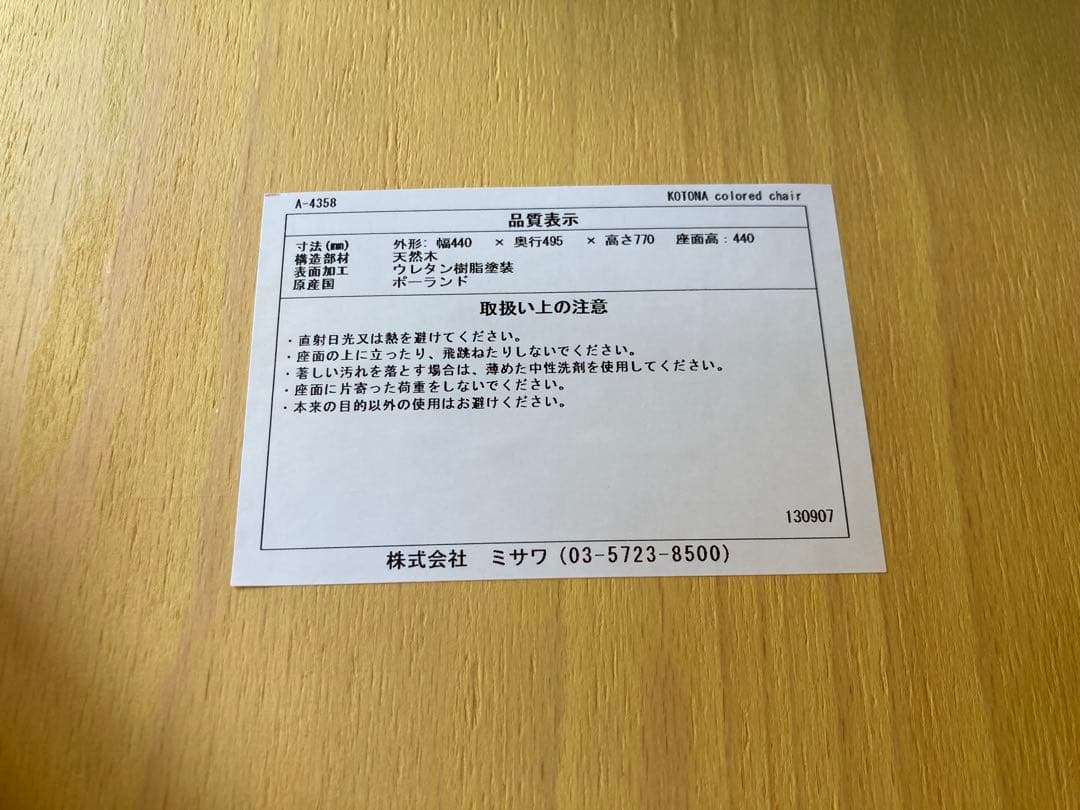 A-4358 KOTONA colored chair
品質表示
寸法(mm) 外形: 幅440 × 奥行495 × 高さ770 座面高:440
構造部材 天然木
表面加工 ウレタン樹脂塗装
原産国 ポーランド
取扱い上の注意
・直射日光又は熱を避けてください。
・座面の上に立ったり、飛跳ねたりしないでください。
・著しい汚れを落とす場合は、薄めた中性洗剤を使用してください。
・座面に片寄った荷重をしないでください。
・本来の目的以外の使用はお避けください。
130907
株式会社 ミサワ(03-5723-8500)